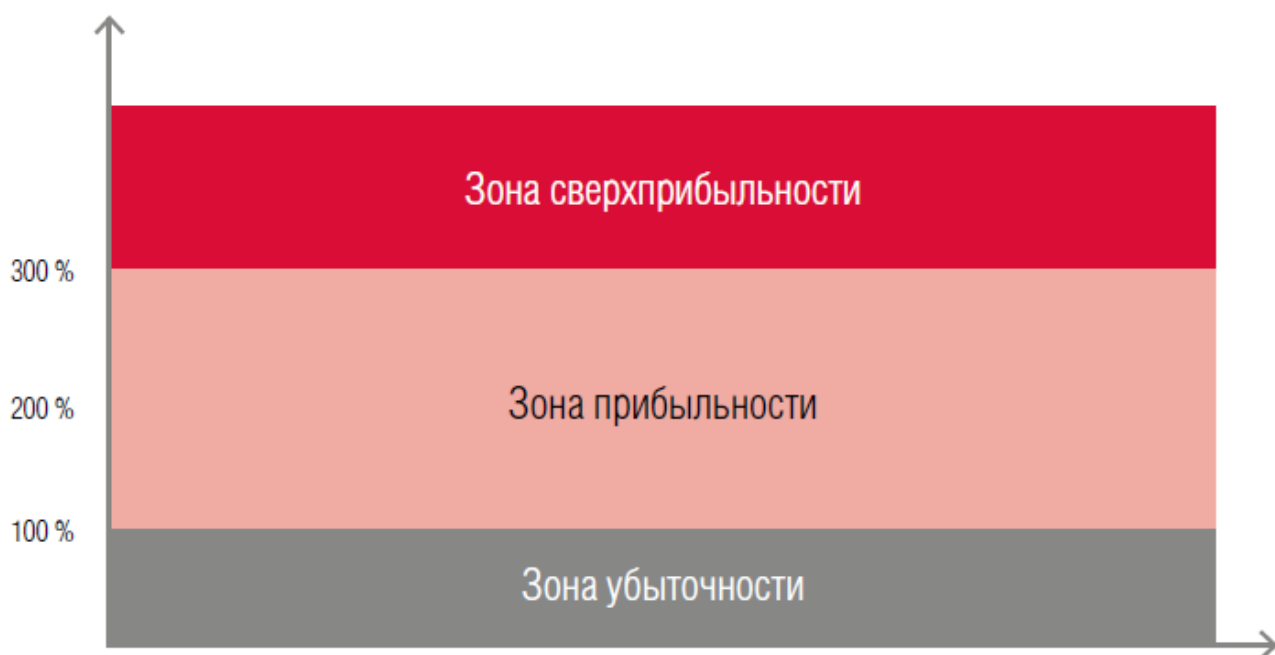 Зона сверхприбыльности
300 %
200 %
Зона прибыльности
100 %
Зона убыточности